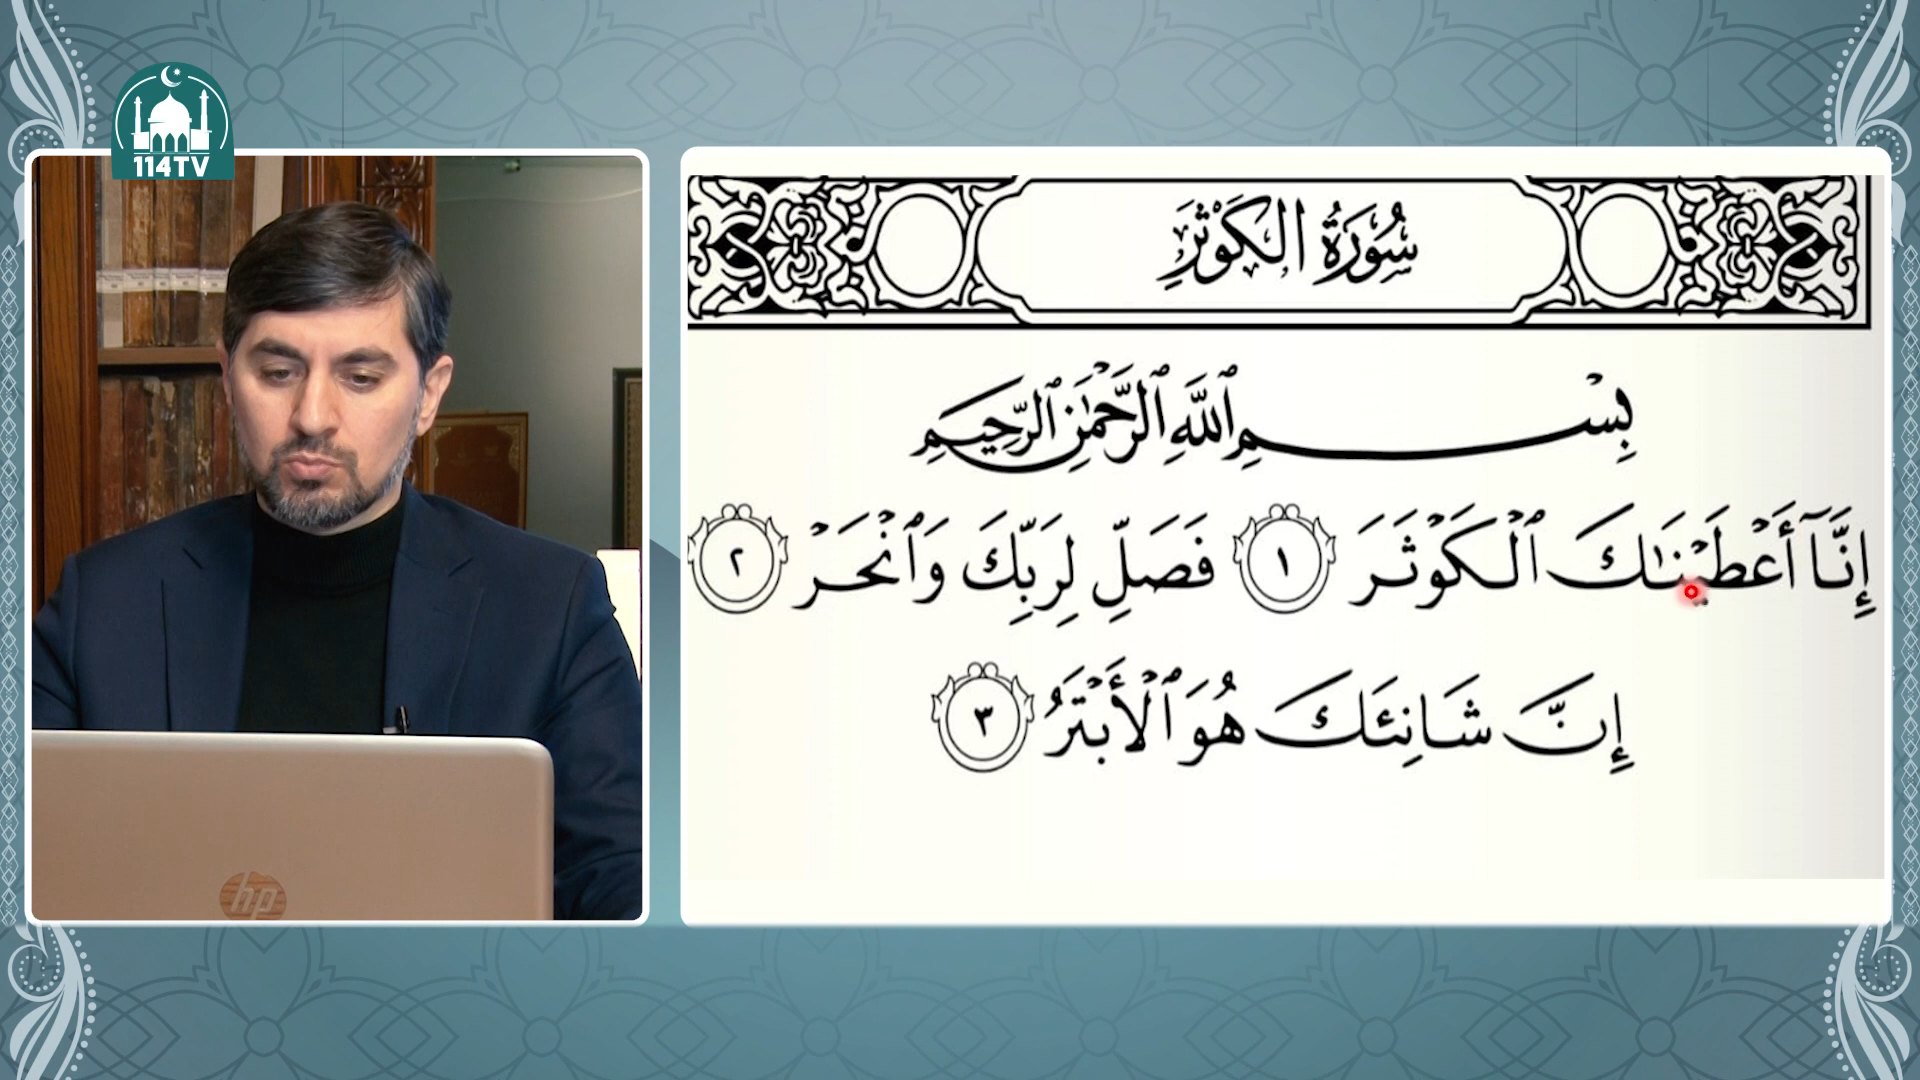 114TV
سُورَةُ الكَوْثَرِ
بِسْمِ ٱللَّهِ ٱلرَّحْمَٰنِ ٱلرَّحِيمِ
إِنَّآ أَعْطَيْنَٰكَ ٱلْكَوْثَرَ ١ فَصَلِّ لِرَبِّكَ وَٱنْحَرْ ٢
إِنَّ شَانِئَكَ هُوَ ٱلْأَبْتَرُ ٣
hp